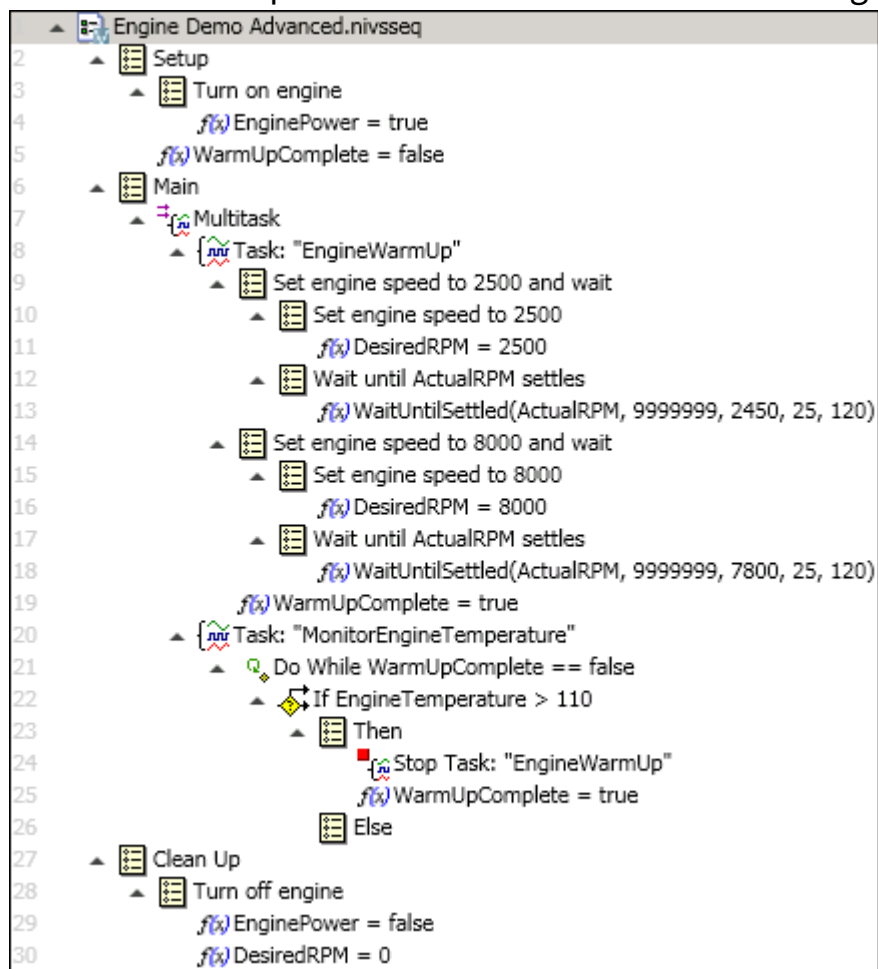 1 Engine Demo Advanced.nivsseq
2 Setup
3 Turn on engine
4 f(x) EnginePower = true
5 f(x) WarmUpComplete = false
6 Main
7 Multitask
8 Task: "EngineWarmUp"
9 Set engine speed to 2500 and wait
10 Set engine speed to 2500
11 f(x) DesiredRPM = 2500
12 Wait until ActualRPM settles
13 f(x) WaitUntilSettled(ActualRPM, 9999999, 2450, 25, 120)
14 Set engine speed to 8000 and wait
15 Set engine speed to 8000
16 f(x) DesiredRPM = 8000
17 Wait until ActualRPM settles
18 f(x) WaitUntilSettled(ActualRPM, 9999999, 7800, 25, 120)
19 f(x) WarmUpComplete = true
20 Task: "MonitorEngineTemperature"
21 Do While WarmUpComplete == false
22 If EngineTemperature > 110
23 Then
24 Stop Task: "EngineWarmUp"
25 f(x) WarmUpComplete = true
26 Else
27 Clean Up
28 Turn off engine
29 f(x) EnginePower = false
30 f(x) DesiredRPM = 0